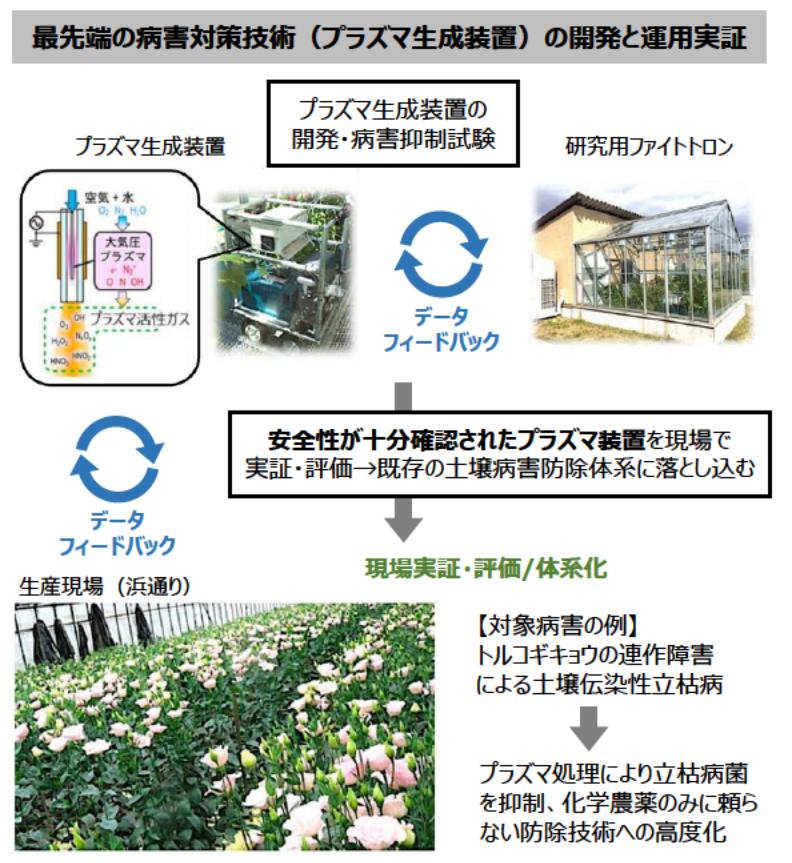 最先端の病害対策技術（プラズマ生成装置）の開発と運用実証
プラズマ生成装置の
開発・病害抑制試験
プラズマ生成装置
研究用ファイトトロン
空気 + 水
O₂ N₂ H₂O
大気圧
プラズマ
e⁻ N₂*
O N OH
プラズマ活性ガス
O₃ OH
H₂O₂ N₂O₅
HNO₂ HNO₃
データ
フィードバック
安全性が十分確認されたプラズマ装置を現場で
実証・評価→既存の土壌病害防除体系に落とし込む
データ
フィードバック
現場実証・評価/体系化
生産現場（浜通り）
【対象病害の例】
トルコギキョウの連作障害
による土壌伝染性立枯病
プラズマ処理により立枯病菌
を抑制、化学農薬のみに頼ら
ない防除技術への高度化